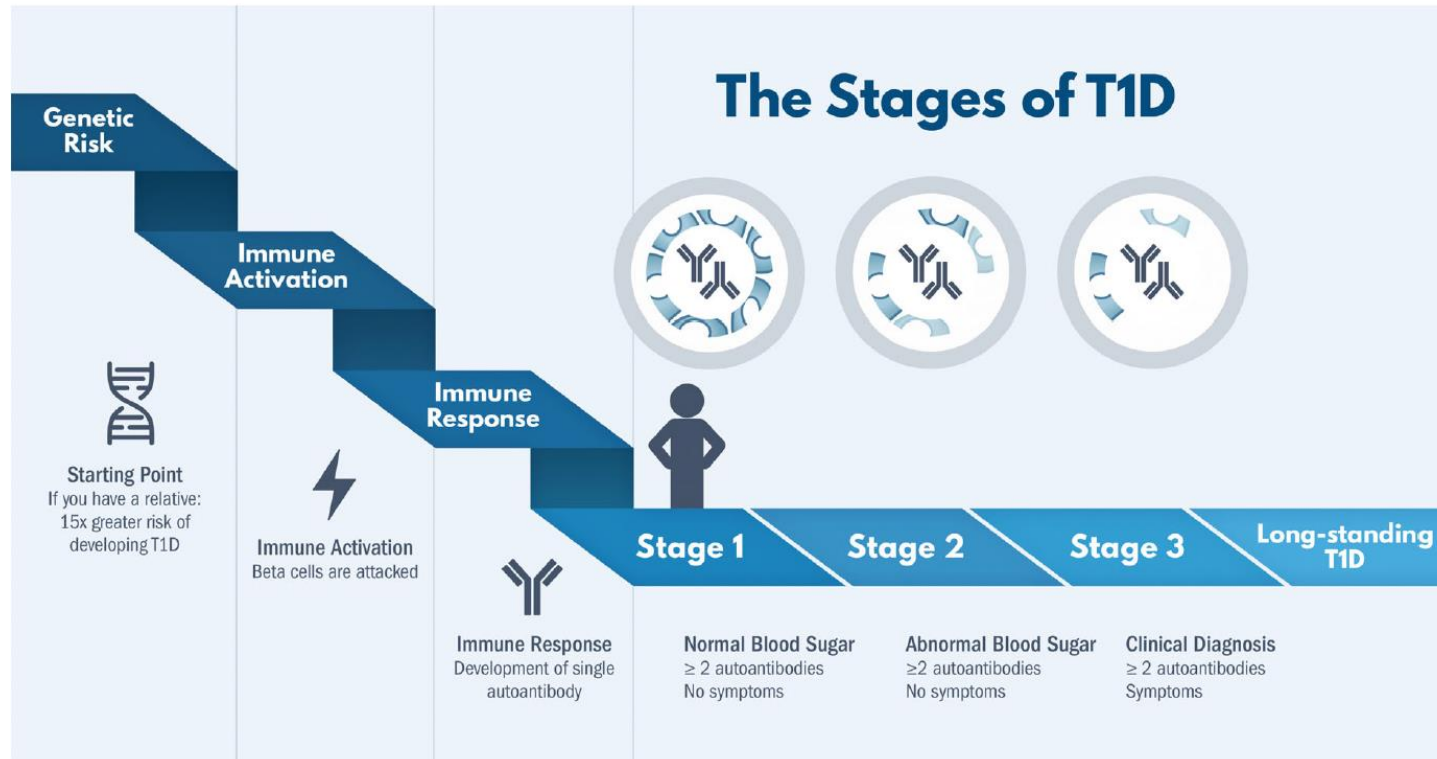 The Stages of T1D
Genetic
Risk
Immune
Activation
Immune
Response
Starting Point
If you have a relative:
15x greater risk of
developing T1D
Immune Activation
Beta cells are attacked
Immune Response
Development of single
autoantibody
Stage 1
Stage 2
Stage 3
Long-standing
T1D
Normal Blood Sugar
≥ 2 autoantibodies
No symptoms
Abnormal Blood Sugar
≥2 autoantibodies
No symptoms
Clinical Diagnosis
≥ 2 autoantibodies
Symptoms